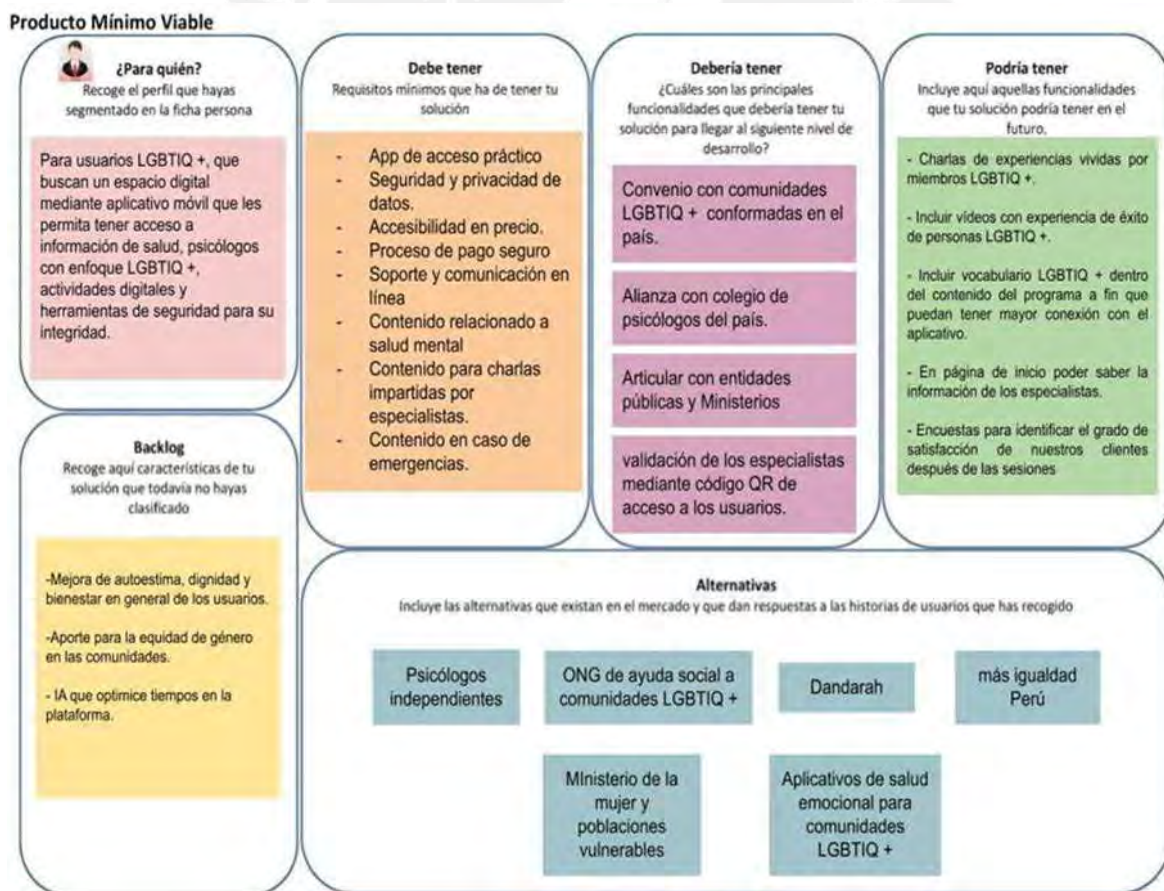 Producto Mínimo Viable
¿Para quién?
Recoge el perfil que hayas
segmentado en la ficha persona
Para usuarios LGBTIQ +, que
buscan un espacio digital
mediante aplicativo móvil que les
permita tener acceso a
información de salud, psicólogos
con enfoque LGBTIQ +,
actividades digitales y
herramientas de seguridad para su
integridad.
Debe tener
Requisitos mínimos que ha de tener tu
solución
- App de acceso práctico
- Seguridad y privacidad de
datos.
- Accesibilidad en precio.
- Proceso de pago seguro
- Soporte y comunicación en
línea
- Contenido relacionado a
salud mental
- Contenido para charlas
impartidas por
especialistas.
- Contenido en caso de
emergencias.
Debería tener
¿Cuáles son las principales
funcionalidades que debería tener tu
solución para llegar al siguiente nivel de
desarrollo?
Convenio con comunidades
LGBTIQ + conformadas en el
país.
Alianza con colegio de
psicólogos del país.
Articular con entidades
públicas y Ministerios
validación de los especialistas
mediante código QR de
acceso a los usuarios.
Podría tener
Incluye aquí aquellas funcionalidades
que tu solución podría tener en el
futuro.
- Charlas de experiencias vividas por
miembros LGBTIQ +.
- Incluir vídeos con experiencia de éxito
de personas LGBTIQ +.
- Incluir vocabulario LGBTIQ + dentro
del contenido del programa a fin que
puedan tener mayor conexión con el
aplicativo.
- En página de inicio poder saber la
información de los especialistas.
- Encuestas para identificar el grado de
satisfacción de nuestros clientes
después de las sesiones
Backlog
Recoge aquí características de tu
solución que todavía no hayas
clasificado
-Mejora de autoestima, dignidad y
bienestar en general de los usuarios.
-Aporte para la equidad de género
en las comunidades.
- IA que optimice tiempos en la
plataforma.
Alternativas
Incluye las alternativas que existan en el mercado y que dan respuestas a las historias de usuarios que has recogido
Psicólogos
independientes
ONG de ayuda social a
comunidades LGBTIQ +
Dandarah
más igualdad
Perú
MInisterio de la
mujer y
poblaciones
vulnerables
Aplicativos de salud
emocional para
comunidades
LGBTIQ +